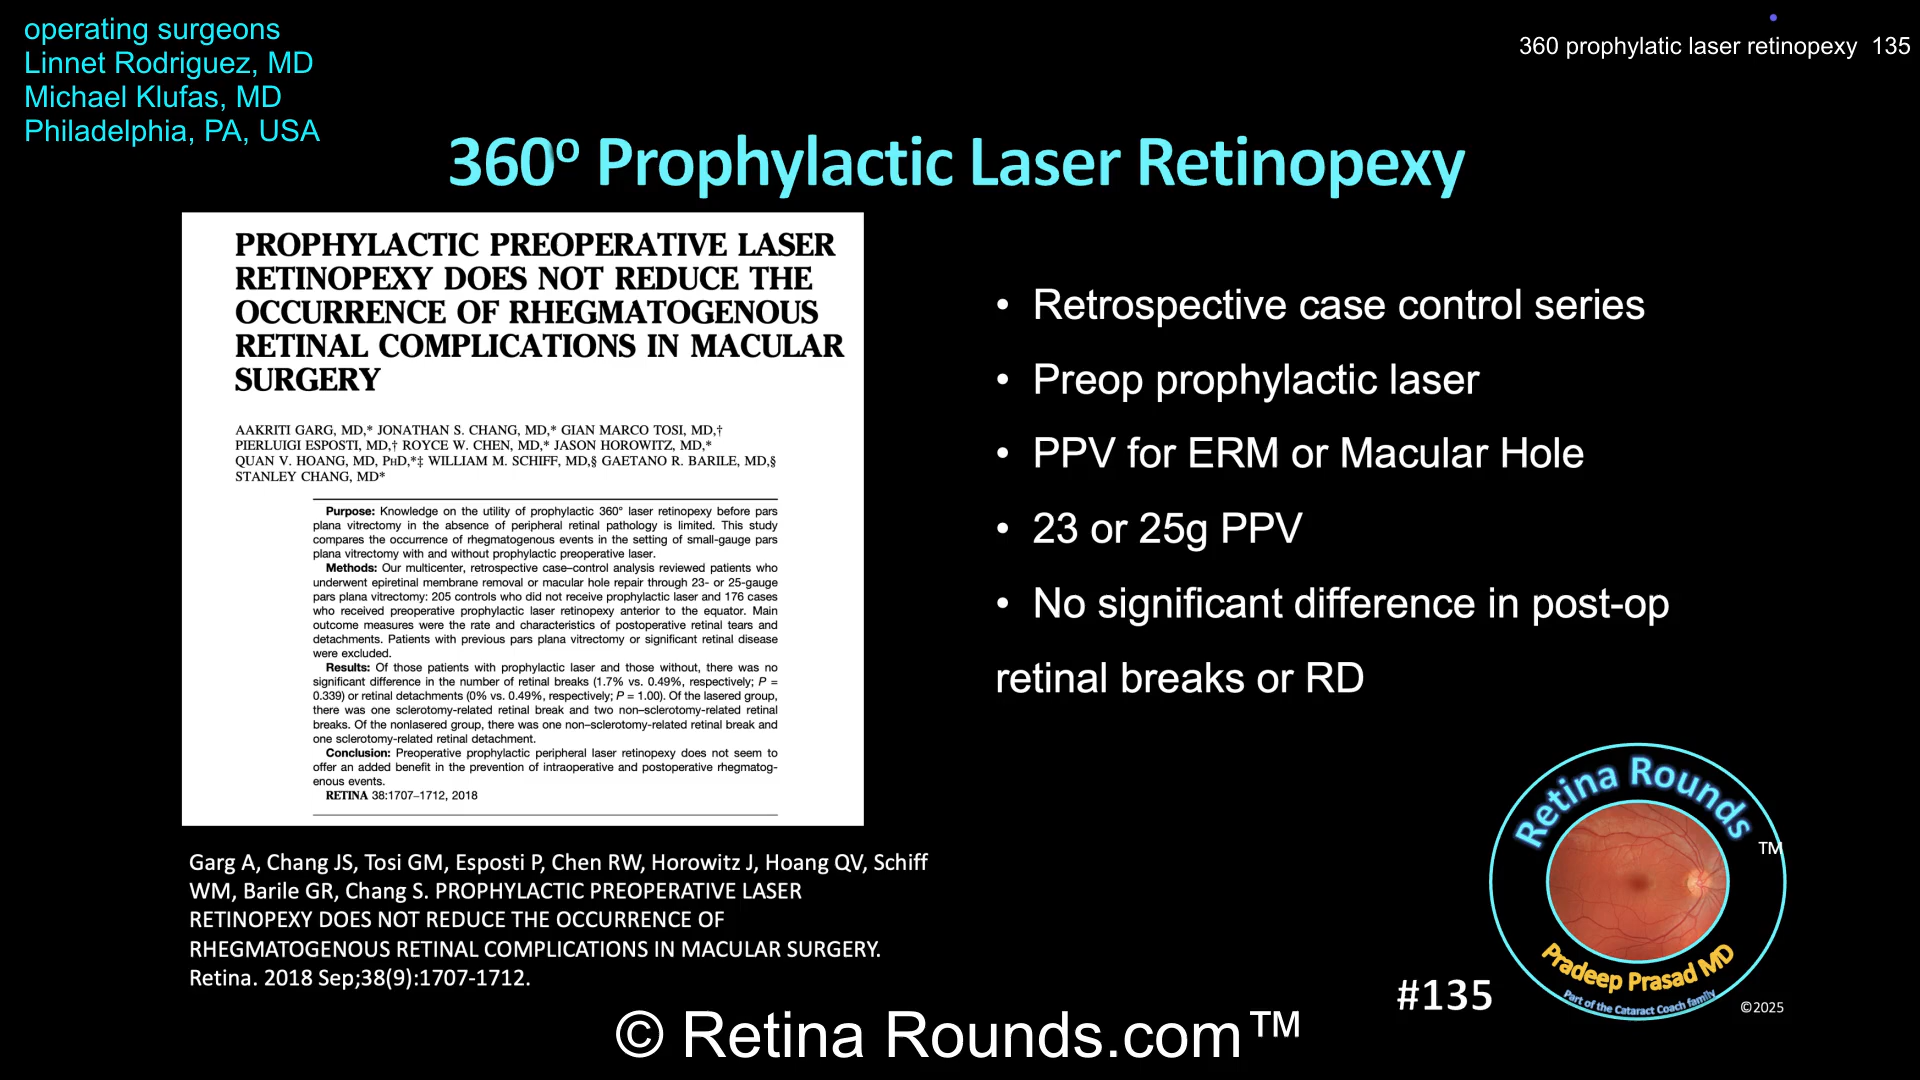 operating surgeons
Linnet Rodriguez, MD
Michael Klufas, MD
Philadelphia, PA, USA
360 prophylatic laser retinopexy 135
360º Prophylactic Laser Retinopexy
PROPHYLACTIC PREOPERATIVE LASER
RETINOPEXY DOES NOT REDUCE THE
OCCURRENCE OF RHEGMATOGENOUS
RETINAL COMPLICATIONS IN MACULAR
SURGERY
AAKRITI GARG, MD,* JONATHAN S. CHANG, MD,* GIAN MARCO TOSI, MD,†
PIERLUIGI ESPOSTI, MD,† ROYCE W. CHEN, MD,* JASON HOROWITZ, MD,*
QUAN V. HOANG, MD, PHD,*‡ WILLIAM M. SCHIFF, MD,§ GAETANO R. BARILE, MD,§
STANLEY CHANG, MD*
Purpose: Knowledge on the utility of prophylactic 360° laser retinopexy before pars
plana vitrectomy in the absence of peripheral retinal pathology is limited. This study
compares the occurrence of rhegmatogenous events in the setting of small-gauge pars
plana vitrectomy with and without prophylactic preoperative laser.
Methods: Our multicenter, retrospective case–control analysis reviewed patients who
underwent epiretinal membrane removal or macular hole repair through 23- or 25-gauge
pars plana vitrectomy: 205 controls who did not receive prophylactic laser and 176 cases
who received preoperative prophylactic laser retinopexy anterior to the equator. Main
outcome measures were the rate and characteristics of postoperative retinal tears and
detachments. Patients with previous pars plana vitrectomy or significant retinal disease
were excluded.
Results: Of those patients with prophylactic laser and those without, there was no
significant difference in the number of retinal breaks (1.7% vs. 0.49%, respectively; P =
0.339) or retinal detachments (0% vs. 0.49%, respectively; P = 1.00). Of the lasered group,
there was one sclerotomy-related retinal break and two non–sclerotomy-related retinal
breaks. Of the nonlasered group, there was one non–sclerotomy-related retinal break and
one sclerotomy-related retinal detachment.
Conclusion: Preoperative prophylactic peripheral laser retinopexy does not seem to
offer an added benefit in the prevention of intraoperative and postoperative rhegmatog-
enous events.
RETINA 38:1707–1712, 2018
• Retrospective case control series
• Preop prophylactic laser
• PPV for ERM or Macular Hole
• 23 or 25g PPV
• No significant difference in post-op
retinal breaks or RD
Garg A, Chang JS, Tosi GM, Esposti P, Chen RW, Horowitz J, Hoang QV, Schiff
WM, Barile GR, Chang S. PROPHYLACTIC PREOPERATIVE LASER
RETINOPEXY DOES NOT REDUCE THE OCCURRENCE OF
RHEGMATOGENOUS RETINAL COMPLICATIONS IN MACULAR SURGERY.
Retina. 2018 Sep;38(9):1707-1712.
Retina Rounds
TM
Pradeep Prasad MD
Part of the Cataract Coach family
#135
©2025
© Retina Rounds.com™